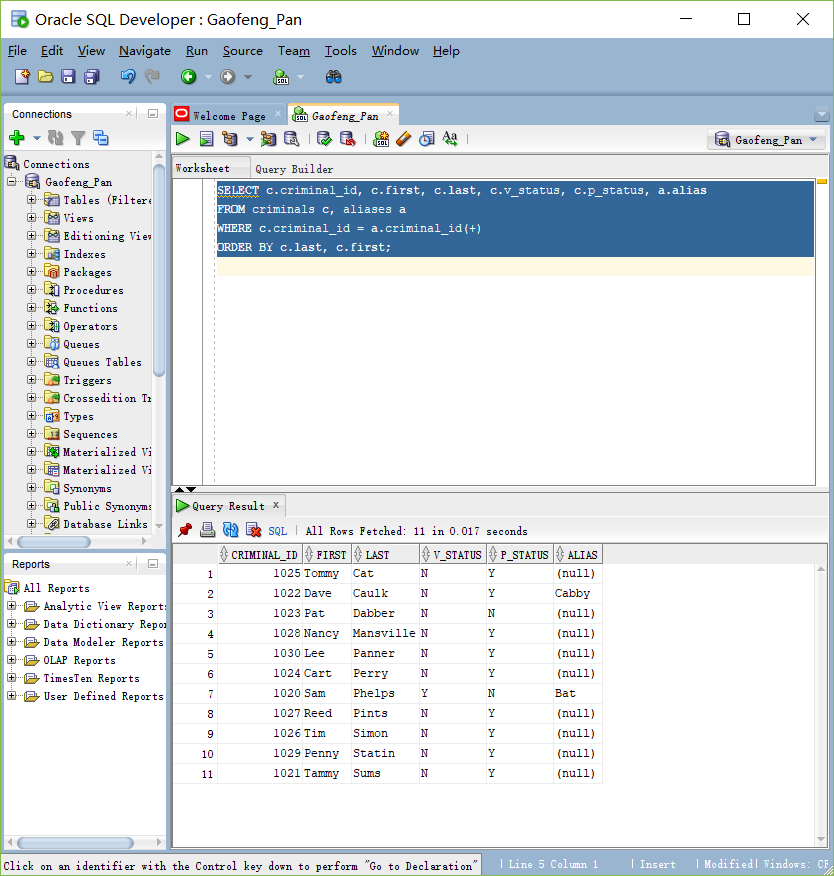 Oracle SQL Developer : Gaofeng_Pan
File Edit View Navigate Run Source Team Tools Window Help
Connections
Connections
Gaofeng_Pan
Tables (Filtere
Views
Editioning View
Indexes
Packages
Procedures
Functions
Operators
Queues
Queues Tables
Triggers
Crossedition Tr
Types
Sequences
Materialized Vi
Materialized Vi
Synonyms
Public Synonyms
Database Links
Reports
All Reports
Analytic View Reports
Data Dictionary Repor
Data Modeler Reports
OLAP Reports
TimesTen Reports
User Defined Reports
Welcome Page Gaofeng_Pan
Gaofeng_Pan
Worksheet Query Builder
SELECT c.criminal_id, c.first, c.last, c.v_status, c.p_status, a.alias
FROM criminals c, aliases a
WHERE c.criminal_id = a.criminal_id(+)
ORDER BY c.last, c.first;
Query Result
SQL | All Rows Fetched: 11 in 0.017 seconds
CRIMINAL_ID FIRST LAST V_STATUS P_STATUS ALIAS
1 1025 Tommy Cat N Y (null)
2 1022 Dave Caulk N Y Cabby
3 1023 Pat Dabber N N (null)
4 1028 Nancy Mansville N Y (null)
5 1030 Lee Panner N Y (null)
6 1024 Cart Perry N Y (null)
7 1020 Sam Phelps Y N Bat
8 1027 Reed Pints N Y (null)
9 1026 Tim Simon N Y (null)
10 1029 Penny Statin N Y (null)
11 1021 Tammy Sums N Y (null)
Click on an identifier with the Control key down to perform "Go to Declaration" | Line 5 Column 1 | Insert | Modified| Windows: CR